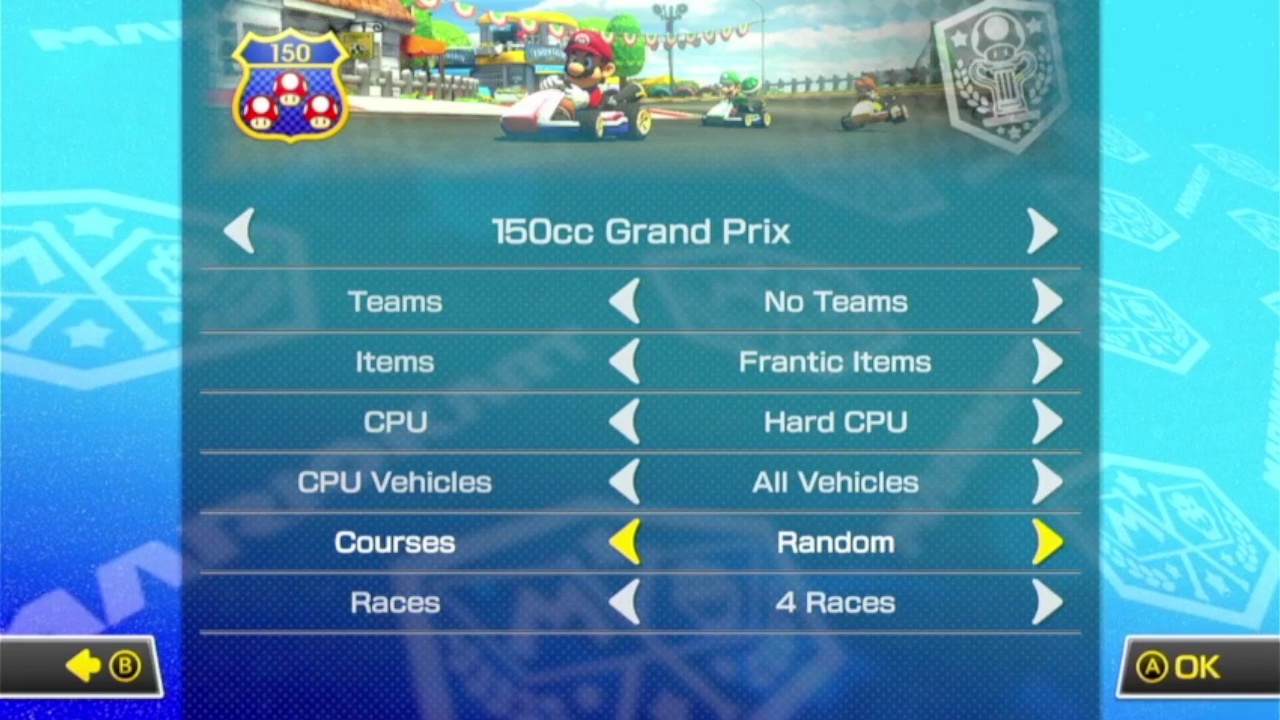 150
150cc Grand Prix
Teams No Teams
Items Frantic Items
CPU Hard CPU
CPU Vehicles All Vehicles
Courses Random
Races 4 Races
B
A OK